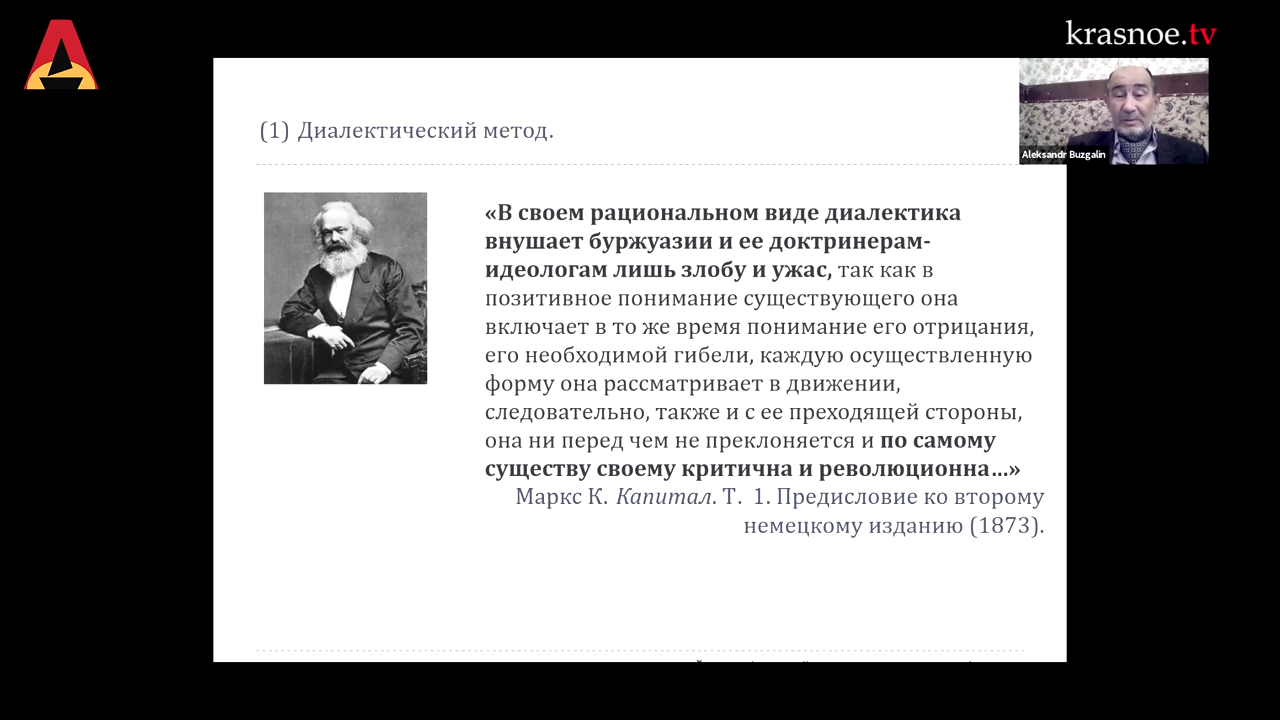 krasnoe.tv
Aleksandr Buzgalin
(1) Диалектический метод.
«В своем рациональном виде диалектика
внушает буржуазии и ее доктринерам-
идеологам лишь злобу и ужас, так как в
позитивное понимание существующего она
включает в то же время понимание его отрицания,
его необходимой гибели, каждую осуществленную
форму она рассматривает в движении,
следовательно, также и с ее преходящей стороны,
она ни перед чем не преклоняется и по самому
существу своему критична и революционна…»
Маркс К. Капитал. Т. 1. Предисловие ко второму
немецкому изданию (1873).